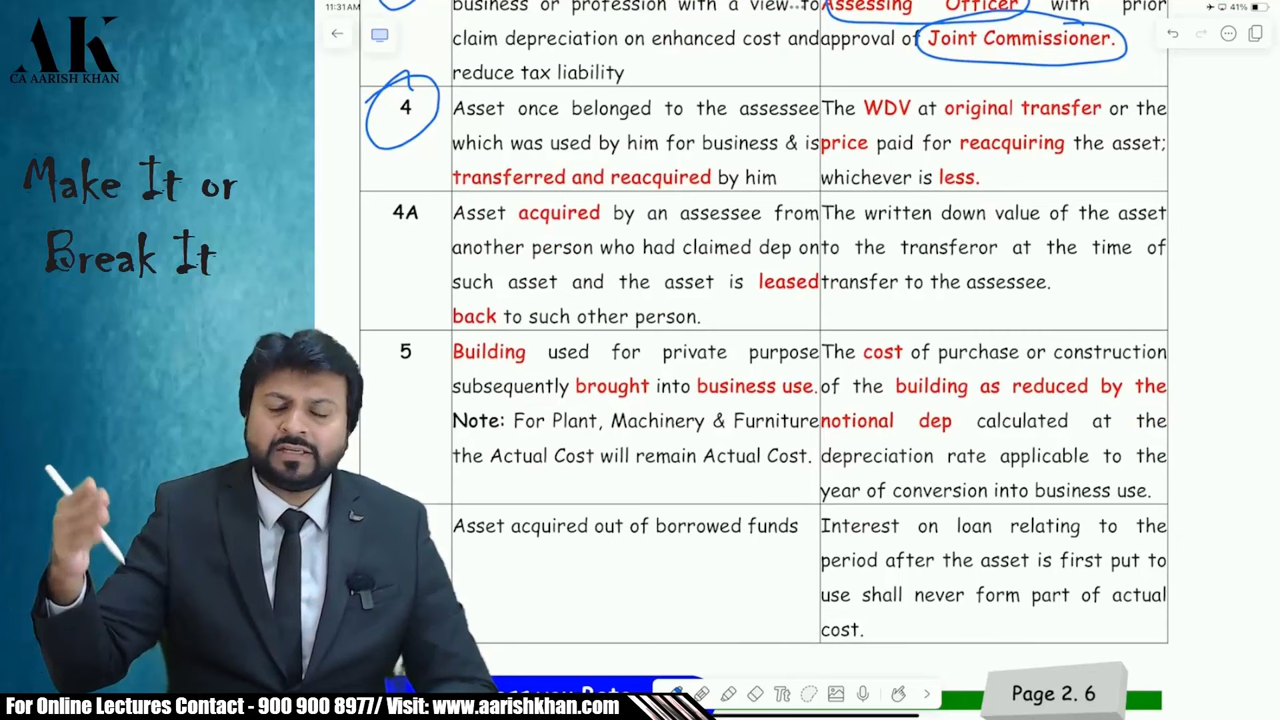 11:31 AM
41%
AK
CA AARISH KHAN
Make It or
Break It
business or profession with a view to
claim depreciation on enhanced cost and
reduce tax liability
Assessing Officer with prior
approval of Joint Commissioner.
4
Asset once belonged to the assessee
which was used by him for business & is
transferred and reacquired by him
The WDV at original transfer or the
price paid for reacquiring the asset;
whichever is less.
4A
Asset acquired by an assessee from
another person who had claimed dep on
such asset and the asset is leased
back to such other person.
The written down value of the asset
to the transferor at the time of
transfer to the assessee.
5
Building used for private purpose
subsequently brought into business use.
Note: For Plant, Machinery & Furniture
the Actual Cost will remain Actual Cost.
The cost of purchase or construction
of the building as reduced by the
notional dep calculated at the
depreciation rate applicable to the
year of conversion into business use.
Asset acquired out of borrowed funds
Interest on loan relating to the
period after the asset is first put to
use shall never form part of actual
cost.
Tt
Page 2. 6
For Online Lectures Contact - 900 900 8977/ Visit: www.aarishkhan.com